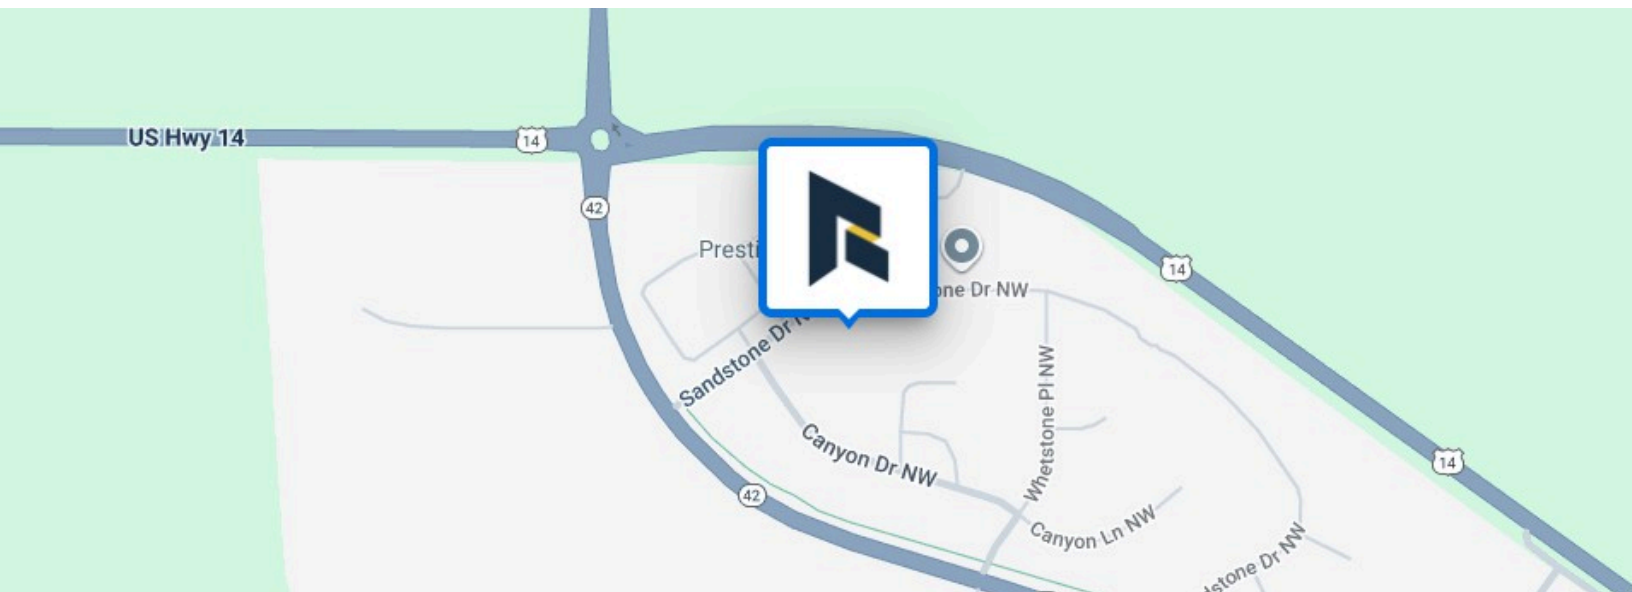 US Hwy 14
14
42
Presti
one Dr NW
14
Sandstone Dr N
Whetstone Pl NW
Canyon Dr NW
14
42
Canyon Ln NW
dstone Dr NW